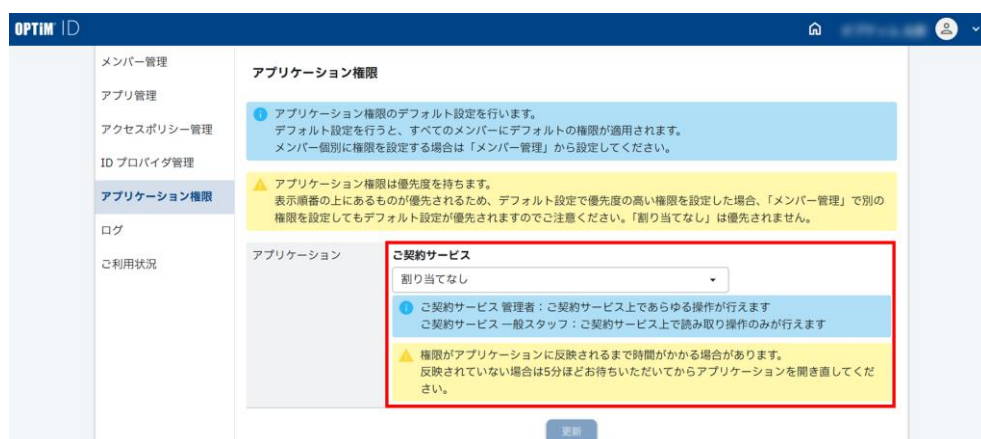 OPTiM ID
メンバー管理
アプリ管理
アクセスポリシー管理
ID プロバイダ管理
アプリケーション権限
ログ
ご利用状況
アプリケーション権限
アプリケーション権限のデフォルト設定を行います。
デフォルト設定を行うと、すべてのメンバーにデフォルトの権限が適用されます。
メンバー個別に権限を設定する場合は「メンバー管理」から設定してください。
アプリケーション権限は優先度を持ちます。
表示順番の上にあるものが優先されるため、デフォルト設定で優先度の高い権限を設定した場合、「メンバー管理」で別の
権限を設定してもデフォルト設定が優先されますのでご注意ください。「割り当てなし」は優先されません。
アプリケーション
ご契約サービス
割り当てなし
ご契約サービス 管理者：ご契約サービス上であらゆる操作が行えます
ご契約サービス 一般スタッフ：ご契約サービス上で読み取り操作のみが行えます
権限がアプリケーションに反映されるまで時間がかかる場合があります。
反映されていない場合は5分ほどお待ちいただいてからアプリケーションを開き直してくだ
さい。
更新